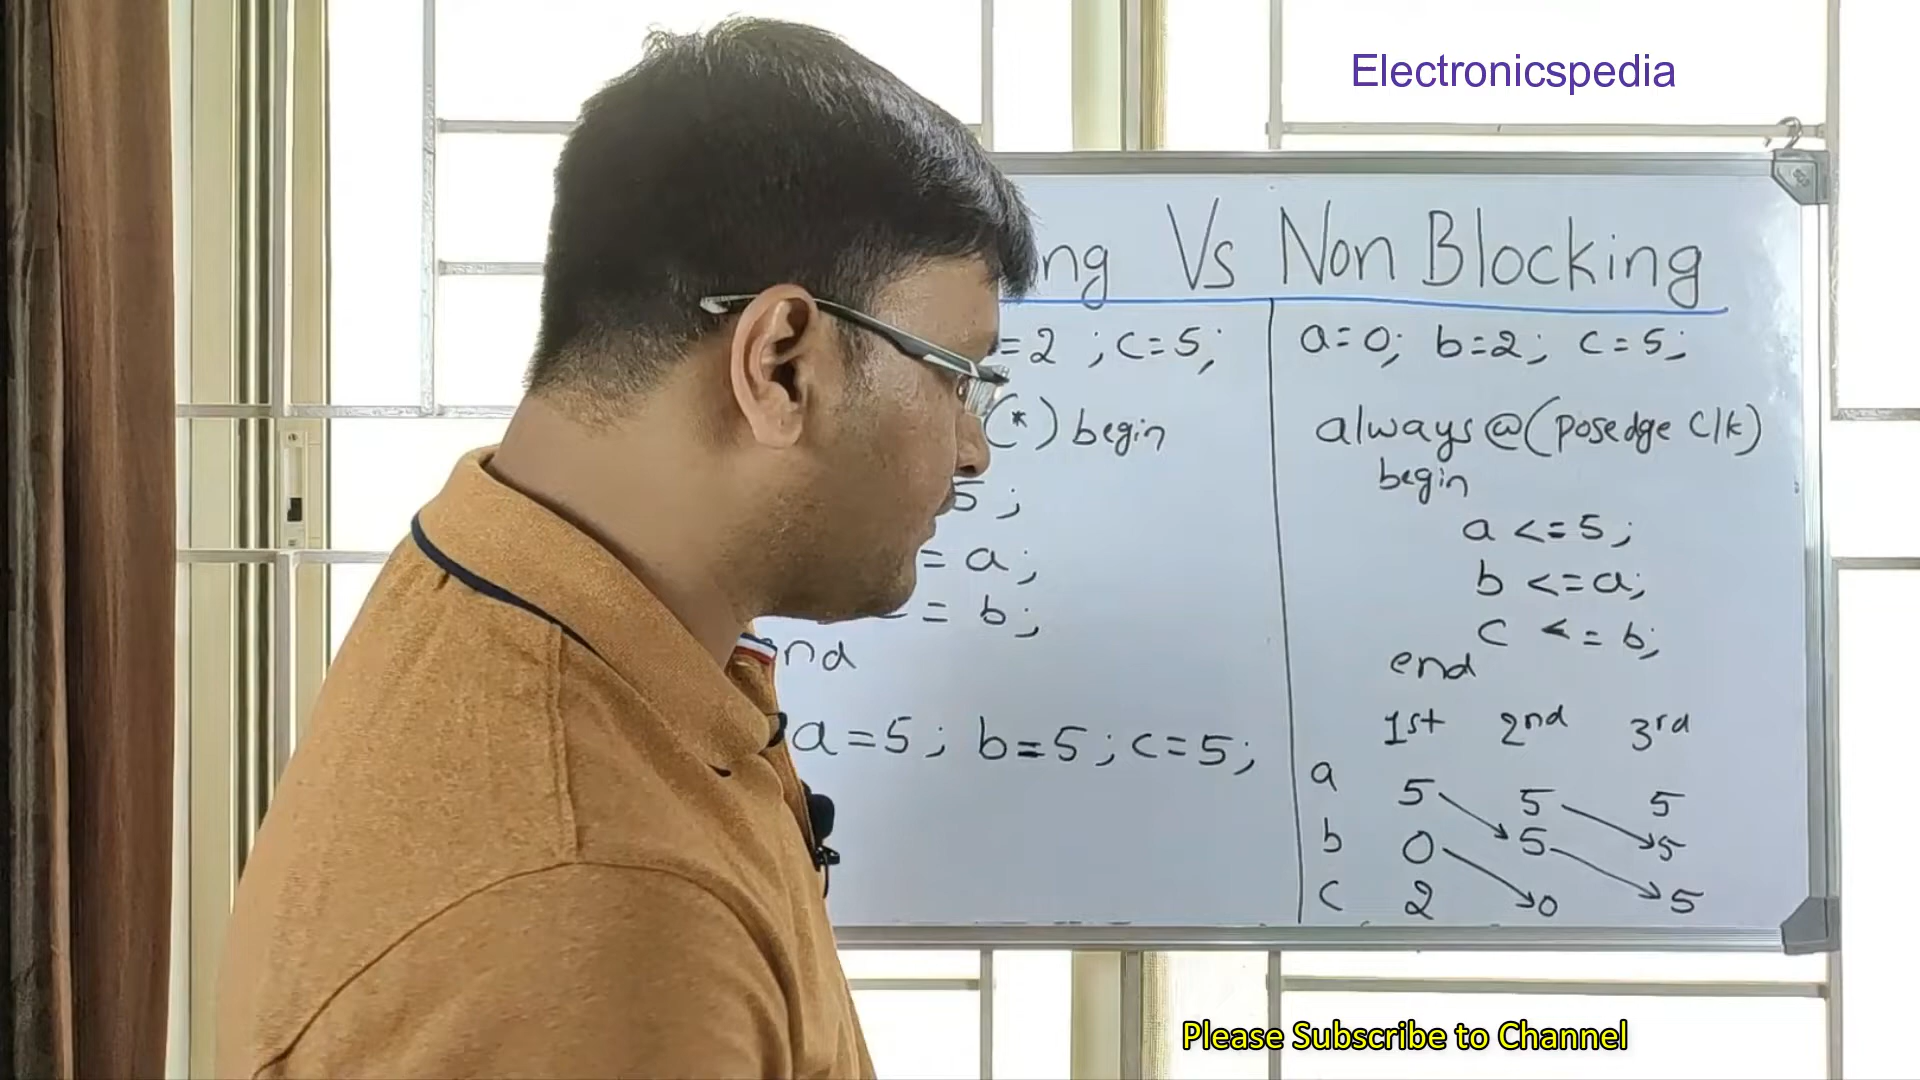 Electronicspedia
ng Vs Non Blocking
=2 ; c=5;
(*) begin
5 ;
= a ;
= b ;
nd
a=5; b=5; c=5;
a=0; b=2; c=5;
always@(posedge clk)
begin
a <= 5;
b <= a;
c <= b;
end
1st 2nd 3rd
a 5 5 5
b 0 5 5
c 2 0 5
Please Subscribe to Channel